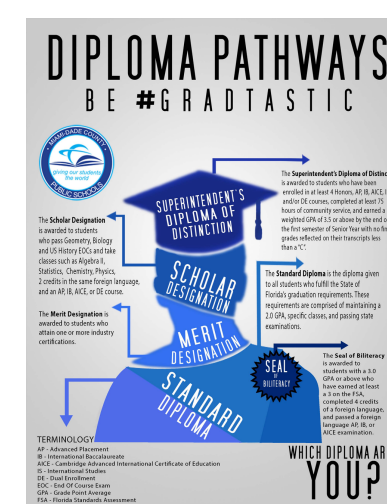 DIPLOMA PATHWAYS
BE #GRADTASTIC
MIAMI-DADE COUNTY
giving our students
the world
PUBLIC SCHOOLS
SUPERINTENDENT'S
DIPLOMA OF
DISTINCTION
The Superintendent's Diploma of Distinc
is awarded to students who have been
enrolled in at least 4 Honors, AP, IB, AICE, I
and/or DE courses, completed at least 75
hours of community service, and earned a
weighted GPA of 3.5 or above by the end o
the first semester of Senior Year with no fin
grades reflected on their transcripts less
than a "C".
The Scholar Designation
is awarded to students
who pass Geometry, Biology
and US History EOCs and take
classes such as Algebra II,
Statistics, Chemistry, Physics,
2 credits in the same foreign language,
and an AP, IB, AICE, or DE course.
SCHOLAR
DESIGNATION
The Standard Diploma is the diploma given
to all students who fulfill the State of
Florida's graduation requirements. These
requirements are comprised of maintaining a
2.0 GPA, specific classes, and passing state
examinations.
The Merit Designation is
awarded to students who
attain one or more industry
certifications.
MERIT
DESIGNATION
SEAL
OF
BILITERACY
The Seal of Biliteracy
is awarded to
students with a 3.0
GPA or above who
have earned at least
a 3 on the FSA,
completed 4 credits
of a foreign language,
and passed a foreign
language AP, IB, or
AICE examination.
STANDARD
DIPLOMA
TERMINOLOGY
AP - Advanced Placement
IB - International Baccalaureate
AICE - Cambridge Advanced International Certificate of Education
IS - International Studies
DE - Dual Enrollment
EOC - End Of Course Exam
GPA - Grade Point Average
FSA - Florida Standards Assessment
WHICH DIPLOMA AR
YOU?